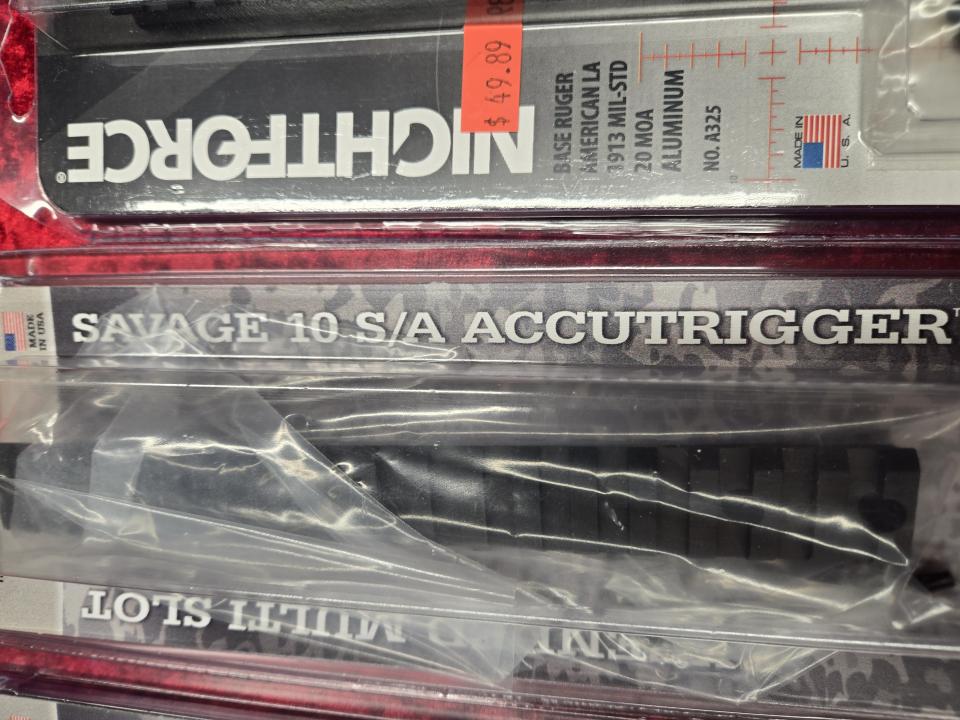 $ 49.89
NIGHTFORCE®
BASE RUGER
AMERICAN LA
1913 MIL-STD
20 MOA
ALUMINUM
NO. A325
MADE IN
U. S. A.
MADE
IN USA
SAVAGE 10 S/A ACCUTRIGGER™
MULTI SLOT